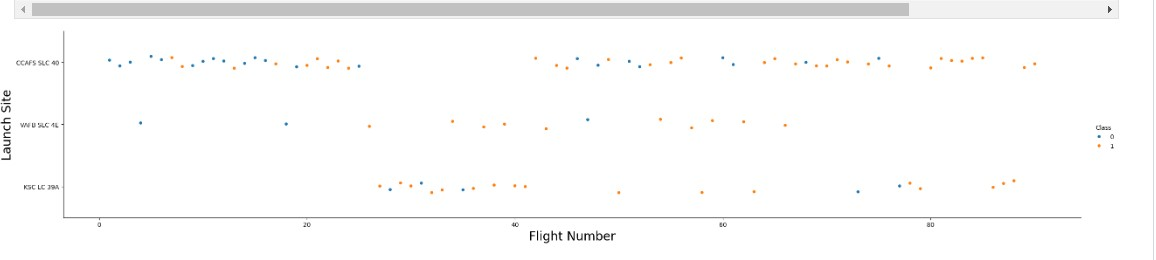 CCAFS SLC 40
VAFB SLC 4E
KSC LC 39A
Launch Site
0 20 40 60 80
Flight Number
Class
0
1